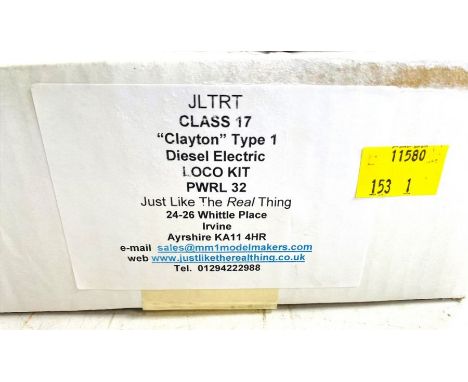 JLTRT
CLASS 17
“Clayton” Type 1
Diesel Electric
LOCO KIT
PWRL 32
Just Like The Real Thing
24-26 Whittle Place
Irvine
Ayrshire KA11 4HR
e-mail sales@mm1modelmakers.com
web www.justliketherealthing.co.uk
Tel. 01294222988
11580
153 1